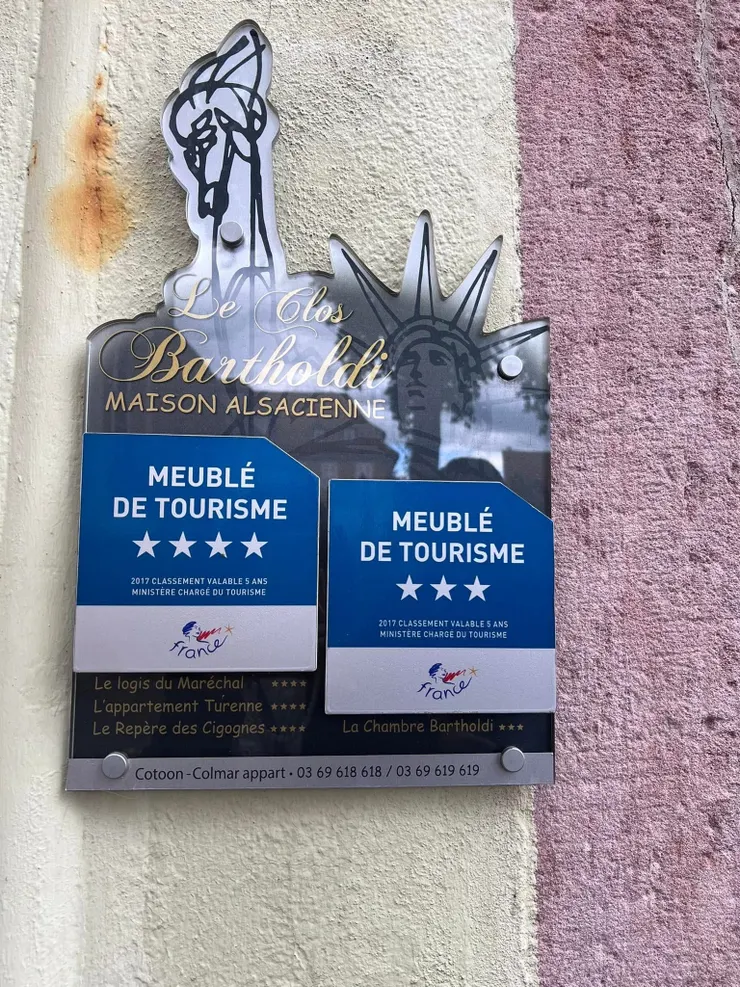 Le Clos
Bartholdi
MAISON ALSACIENNE
MEUBLÉ
DE TOURISME
2017 CLASSEMENT VALABLE 5 ANS
MINISTÈRE CHARGÉ DU TOURISME
france
MEUBLÉ
DE TOURISME
2017 CLASSEMENT VALABLE 5 ANS
MINISTÈRE CHARGÉ DU TOURISME
france
Le logis du Maréchal
L'appartement Turenne
Le Repère des Cigognes
La Chambre Bartholdi
Cotoon - Colmar appart • 03 69 618 618 / 03 69 619 619